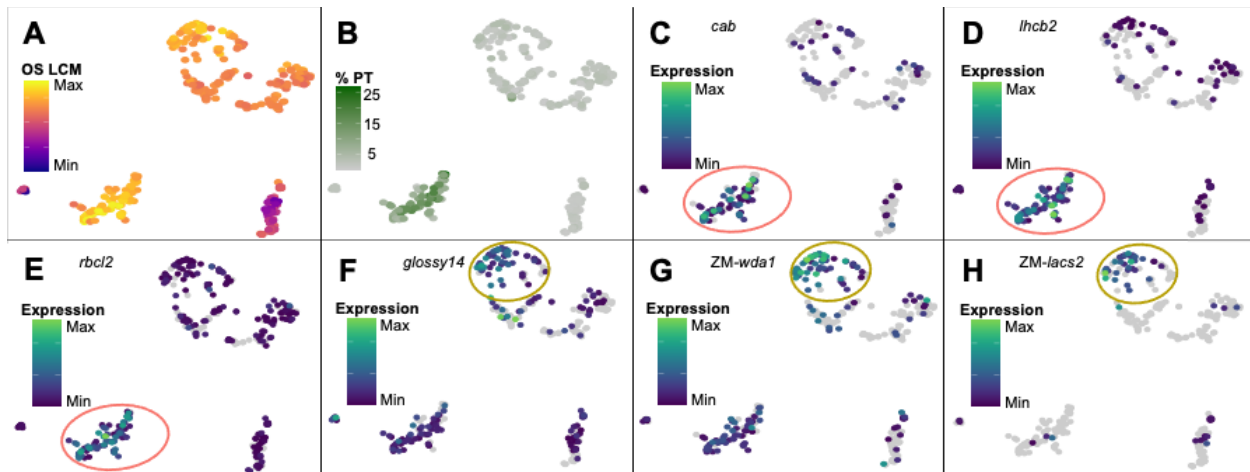 A
OS LCM
Max
Min
B
% PT
25
15
5
C
cab
Expression
Max
Min
D
lhcb2
Expression
Max
Min
E
rbcl2
Expression
Max
Min
F
glossy14
Expression
Max
Min
G
ZM-wda1
Expression
Max
Min
H
ZM-lacs2
Expression
Max
Min